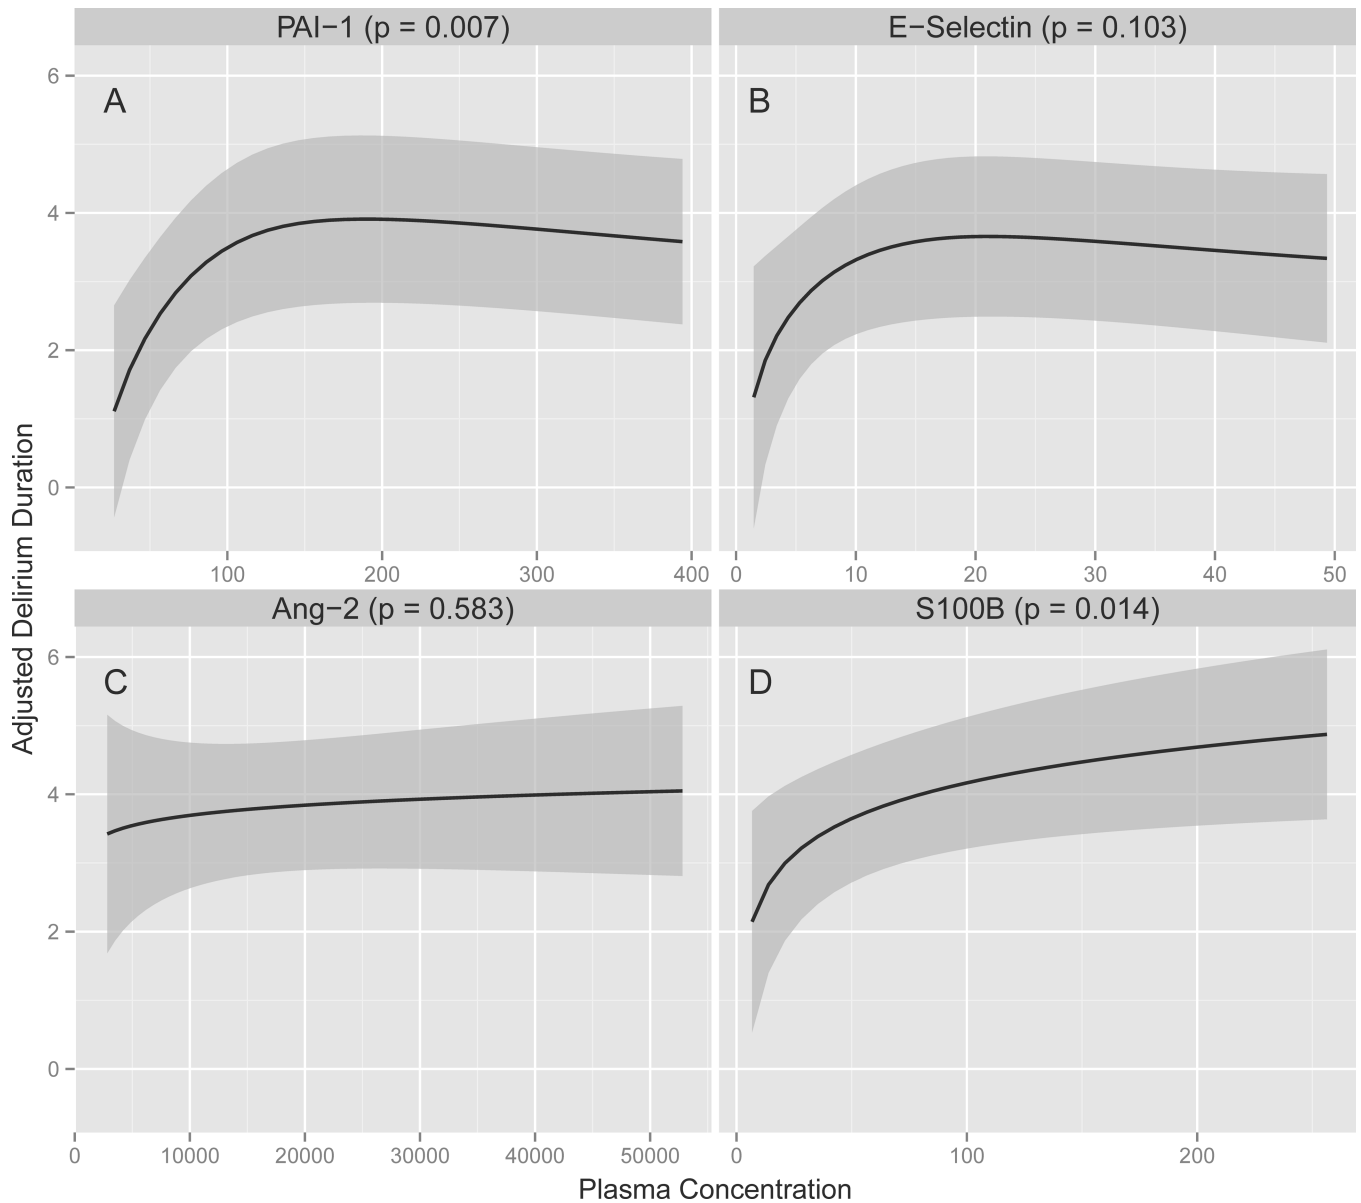 PAI−1 (p = 0.007)
E−Selectin (p = 0.103)
A
B
6
4
2
0
100
200
300
400
0
10
20
30
40
50
Adjusted Delirium Duration
Ang−2 (p = 0.583)
S100B (p = 0.014)
C
D
6
4
2
0
0
10000
20000
30000
40000
50000
0
100
200
Plasma Concentration